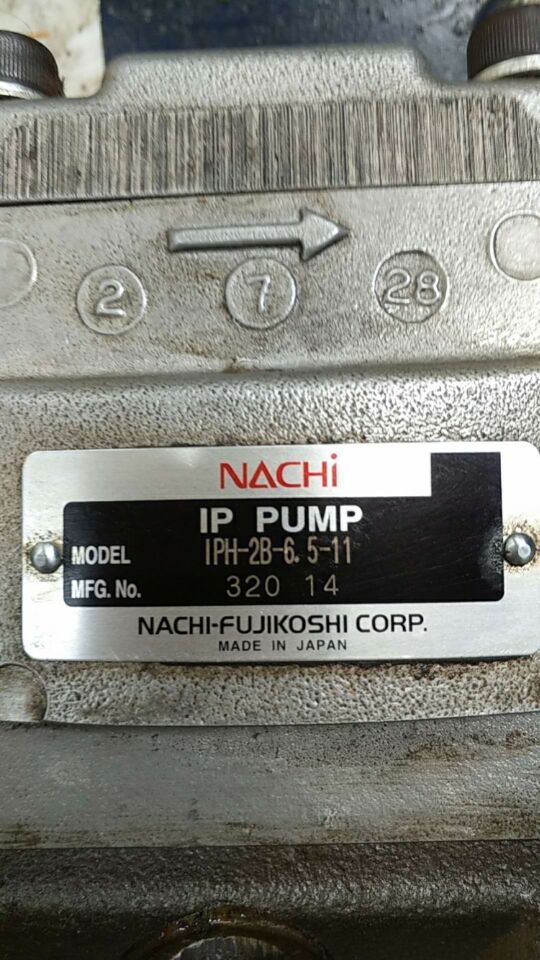 2 7 28
NACHi
IP PUMP
MODEL IPH-2B-6.5-11
MFG. No. 320 14
NACHI-FUJIKOSHI CORP.
MADE IN JAPAN